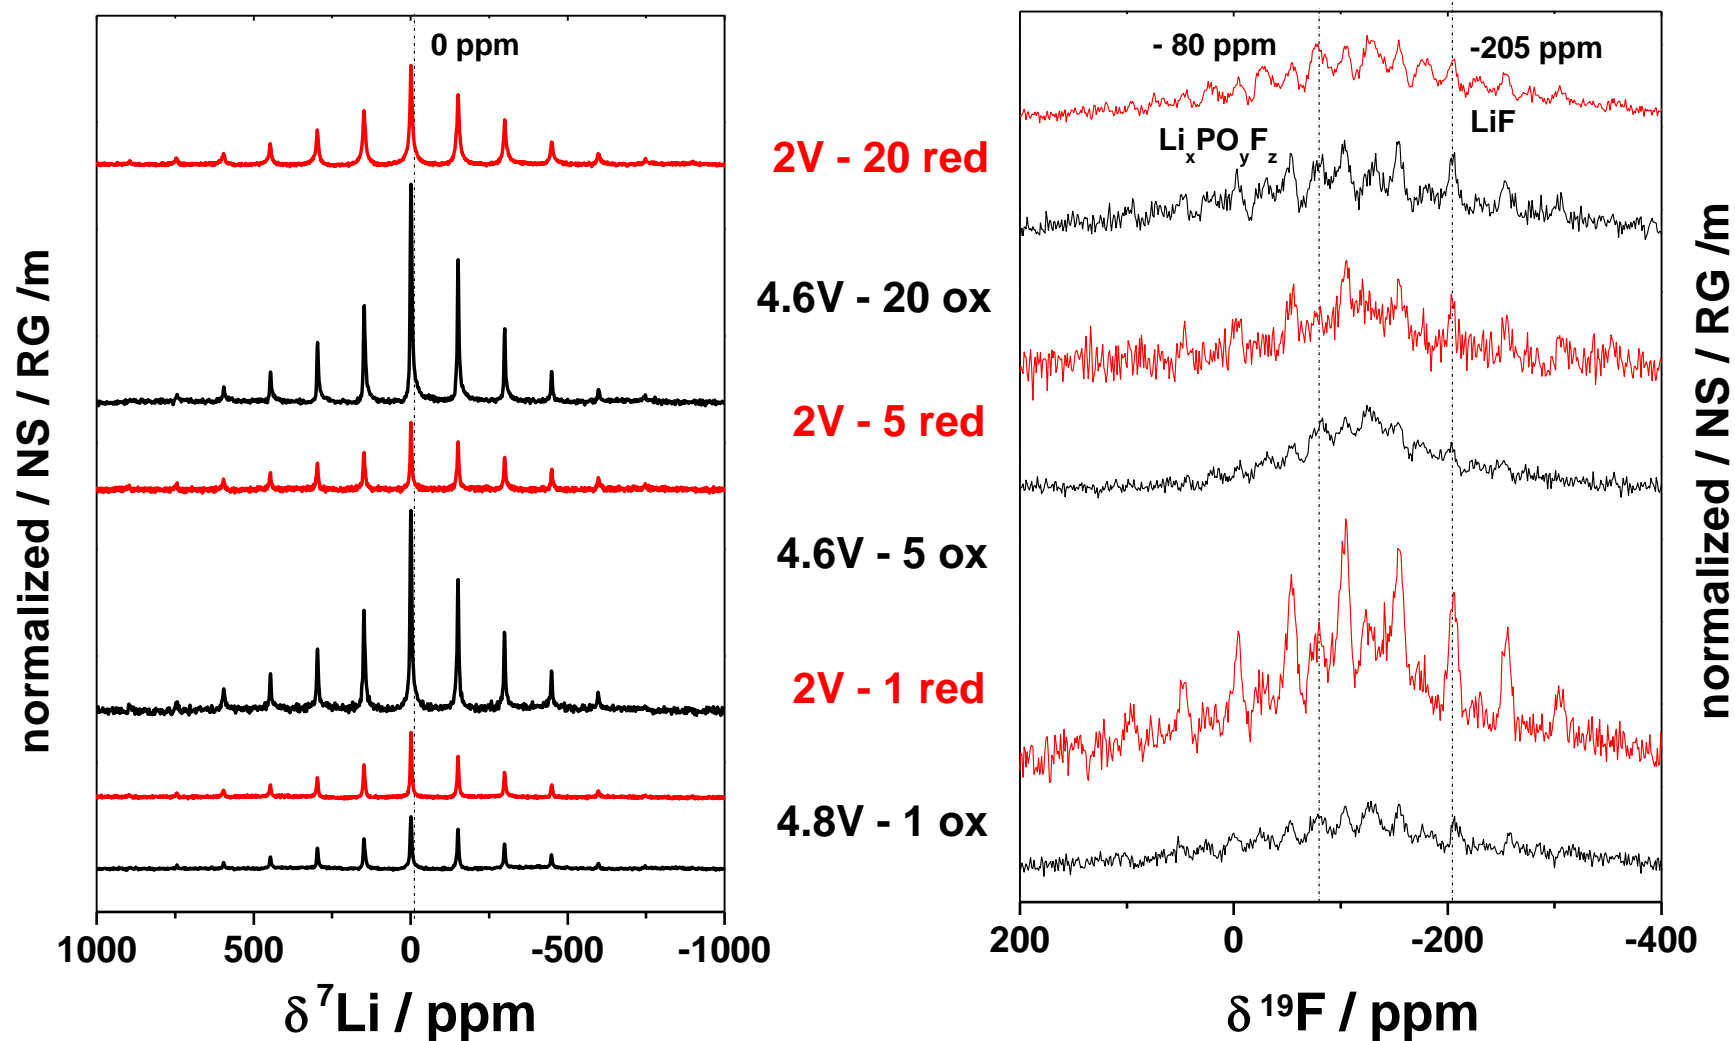 normalized / NS / RG /m
0 ppm
1000 500 0 -500 -1000
δ ⁷Li / ppm
2V - 20 red
4.6V - 20 ox
2V - 5 red
4.6V - 5 ox
2V - 1 red
4.8V - 1 ox
- 80 ppm
-205 ppm
LiₓPOᵧF_z
LiF
200 0 -200 -400
δ ¹⁹F / ppm
normalized / NS / RG /m